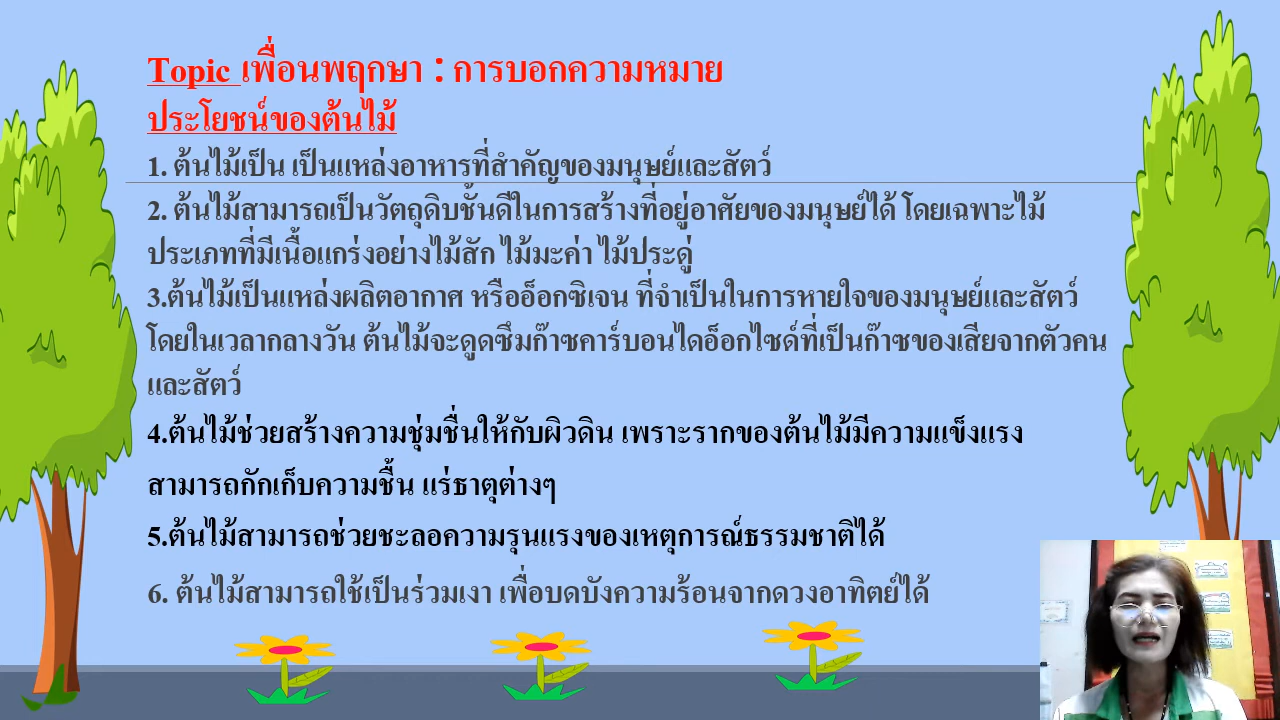 Topic เพื่อนพฤกษา : การบอกความหมาย
ประโยชน์ของต้นไม้
1. ต้นไม้เป็น เป็นแหล่งอาหารที่สำคัญของมนุษย์และสัตว์
2. ต้นไม้สามารถเป็นวัตถุดิบชั้นดีในการสร้างที่อยู่อาศัยของมนุษย์ได้ โดยเฉพาะไม้
ประเภทที่มีเนื้อแกร่งอย่างไม้สัก ไม้มะค่า ไม้ประดู่
3.ต้นไม้เป็นแหล่งผลิตอากาศ หรืออ็อกซิเจน ที่จำเป็นในการหายใจของมนุษย์และสัตว์
โดยในเวลากลางวัน ต้นไม้จะดูดซึมก๊าซคาร์บอนไดอ็อกไซด์ที่เป็นก๊าซของเสียจากตัวคน
และสัตว์
4.ต้นไม้ช่วยสร้างความชุ่มชื่นให้กับผิวดิน เพราะรากของต้นไม้มีความแข็งแรง
สามารถกักเก็บความชื้น แร่ธาตุต่างๆ
5.ต้นไม้สามารถช่วยชะลอความรุนแรงของเหตุการณ์ธรรมชาติได้
6. ต้นไม้สามารถใช้เป็นร่วมเงา เพื่อบดบังความร้อนจากดวงอาทิตย์ได้